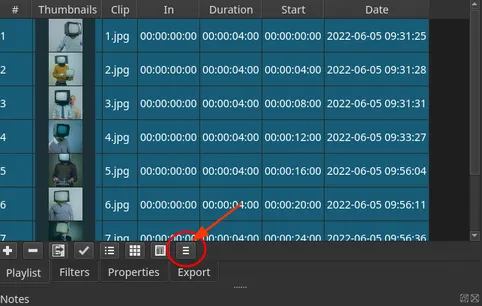 # Thumbnails Clip In Duration Start Date
1 1.jpg 00:00:00:00 00:00:04:00 00:00:00:00 2022-06-05 09:31:25
2 2.jpg 00:00:00:00 00:00:04:00 00:00:04:00 2022-06-05 09:31:28
3 3.jpg 00:00:00:00 00:00:04:00 00:00:08:00 2022-06-05 09:31:31
4 4.jpg 00:00:00:00 00:00:04:00 00:00:12:00 2022-06-05 09:33:27
5 5.jpg 00:00:00:00 00:00:04:00 00:00:16:00 2022-06-05 09:56:04
6 6.jpg 00:00:00:00 00:00:04:00 00:00:20:00 2022-06-05 09:56:11
7 7.jpg 00:00:00:00 00:00:04:00 00:00:24:00 2022-06-05 09:56:36
Playlist Filters Properties Export
Notes